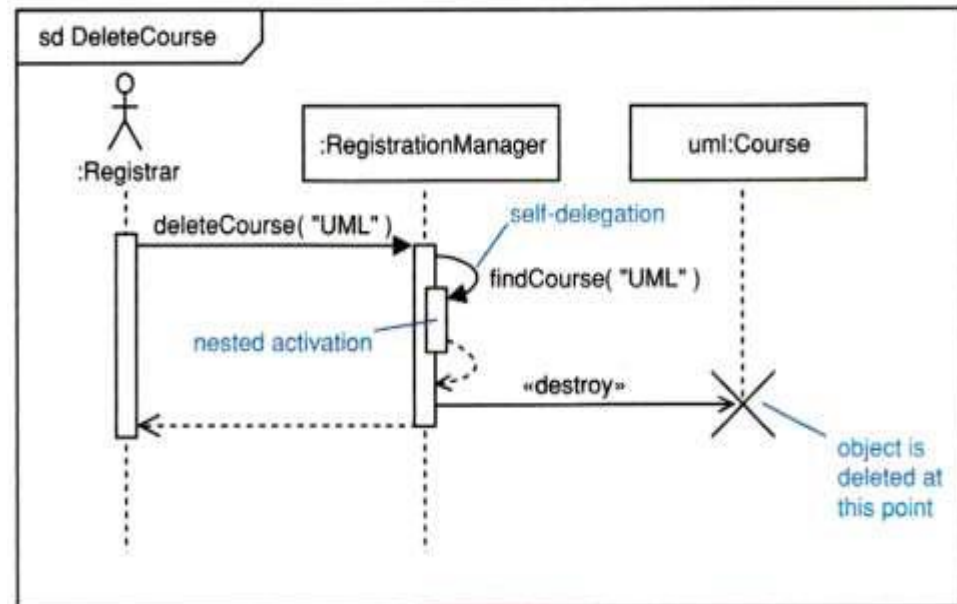 sd DeleteCourse
:Registrar
:RegistrationManager
uml:Course
deleteCourse( "UML" )
self-delegation
findCourse( "UML" )
nested activation
«destroy»
object is
deleted at
this point